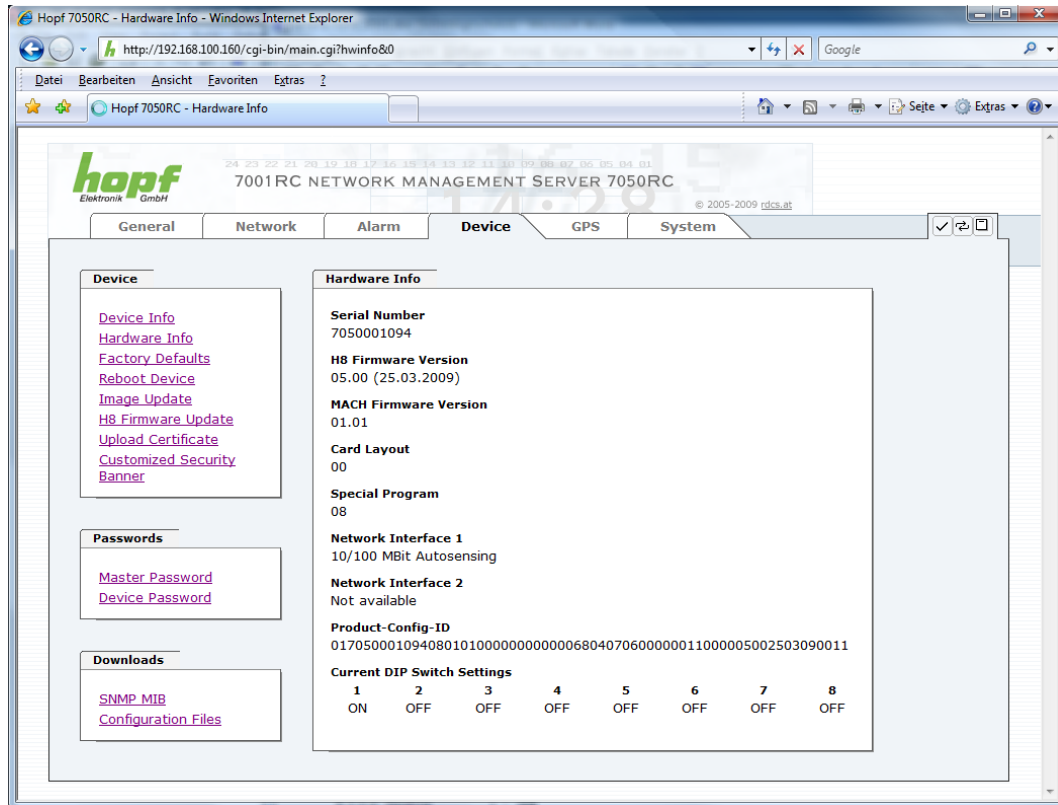 Hopf 7050RC - Hardware Info - Windows Internet Explorer
http://192.168.100.160/cgi-bin/main.cgi?hwinfo&0
Google
Datei Bearbeiten Ansicht Favoriten Extras ?
Hopf 7050RC - Hardware Info
Seite Extras
24 23 22 21 20 19 18 17 16 15 14 13 12 11 10 09 08 07 06 05 04 01
hopf
Elektronik GmbH
7001RC NETWORK MANAGEMENT SERVER 7050RC
14:28
© 2005-2009 rdcs.at
General Network Alarm Device GPS System
Device
Device Info
Hardware Info
Factory Defaults
Reboot Device
Image Update
H8 Firmware Update
Upload Certificate
Customized Security
Banner
Passwords
Master Password
Device Password
Downloads
SNMP MIB
Configuration Files
Hardware Info
Serial Number
7050001094
H8 Firmware Version
05.00 (25.03.2009)
MACH Firmware Version
01.01
Card Layout
00
Special Program
08
Network Interface 1
10/100 MBit Autosensing
Network Interface 2
Not available
Product-Config-ID
0170500010940801010000000000068040706000000110000050025030900​11
Current DIP Switch Settings
1 2 3 4 5 6 7 8
ON OFF OFF OFF OFF OFF OFF OFF